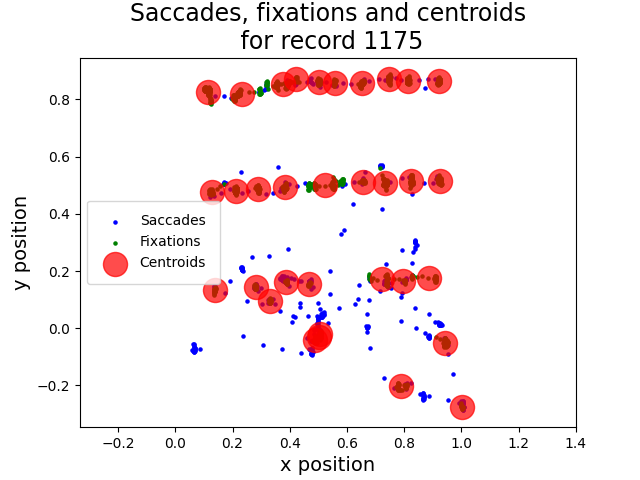 Saccades, fixations and centroids
for record 1175
y position
0.8
0.6
0.4
0.2
0.0
−0.2
Saccades
Fixations
Centroids
−0.2 0.0 0.2 0.4 0.6 0.8 1.0 1.2 1.4
x position